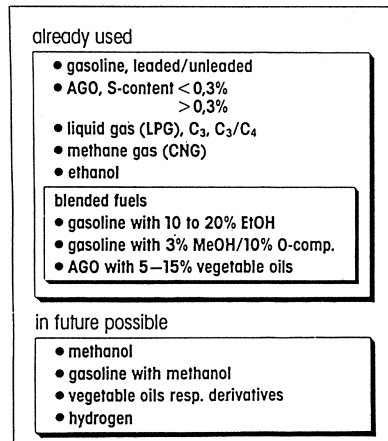 already used
• gasoline, leaded/unleaded
• AGO, S-content < 0,3%
> 0,3%
• liquid gas (LPG), C₃, C₃/C₄
• methane gas (CNG)
• ethanol
blended fuels
• gasoline with 10 to 20% EtOH
• gasoline with 3% MeOH/10% O-comp.
• AGO with 5—15% vegetable oils
in future possible
• methanol
• gasoline with methanol
• vegetable oils resp. derivatives
• hydrogen